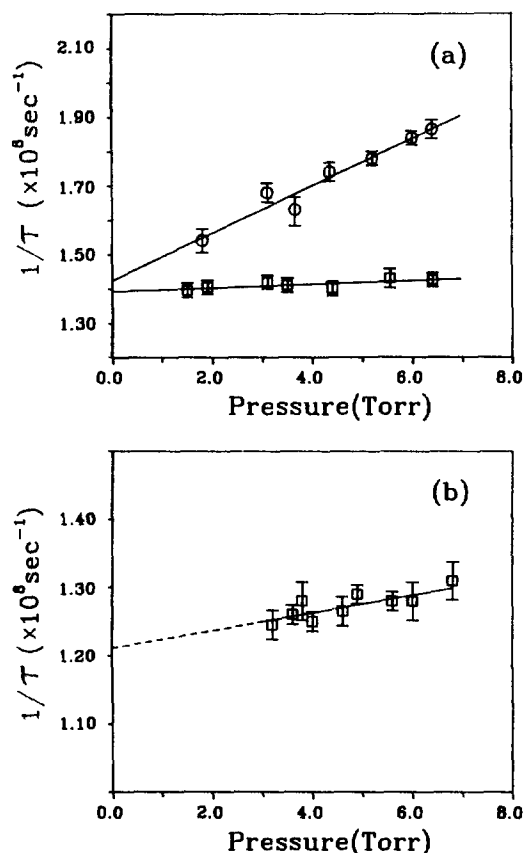 (a)
2.10
1.90
1.70
1.50
1.30
1/τ (×10⁸sec⁻¹)
0.0 2.0 4.0 6.0 8.0
Pressure(Torr)
(b)
1.40
1.30
1.20
1.10
1/τ (×10⁸sec⁻¹)
0.0 2.0 4.0 6.0 8.0
Pressure(Torr)